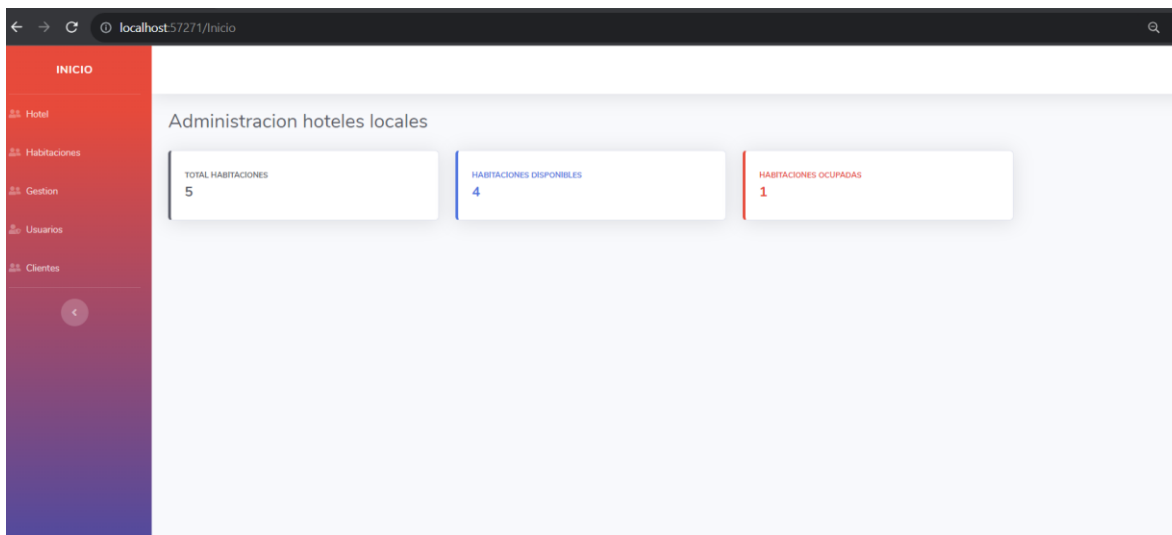 localhost:57271/Inicio
INICIO
Hotel
Habitaciones
Gestion
Usuarios
Clientes
Administracion hoteles locales
TOTAL HABITACIONES
5
HABITACIONES DISPONIBLES
4
HABITACIONES OCUPADAS
1